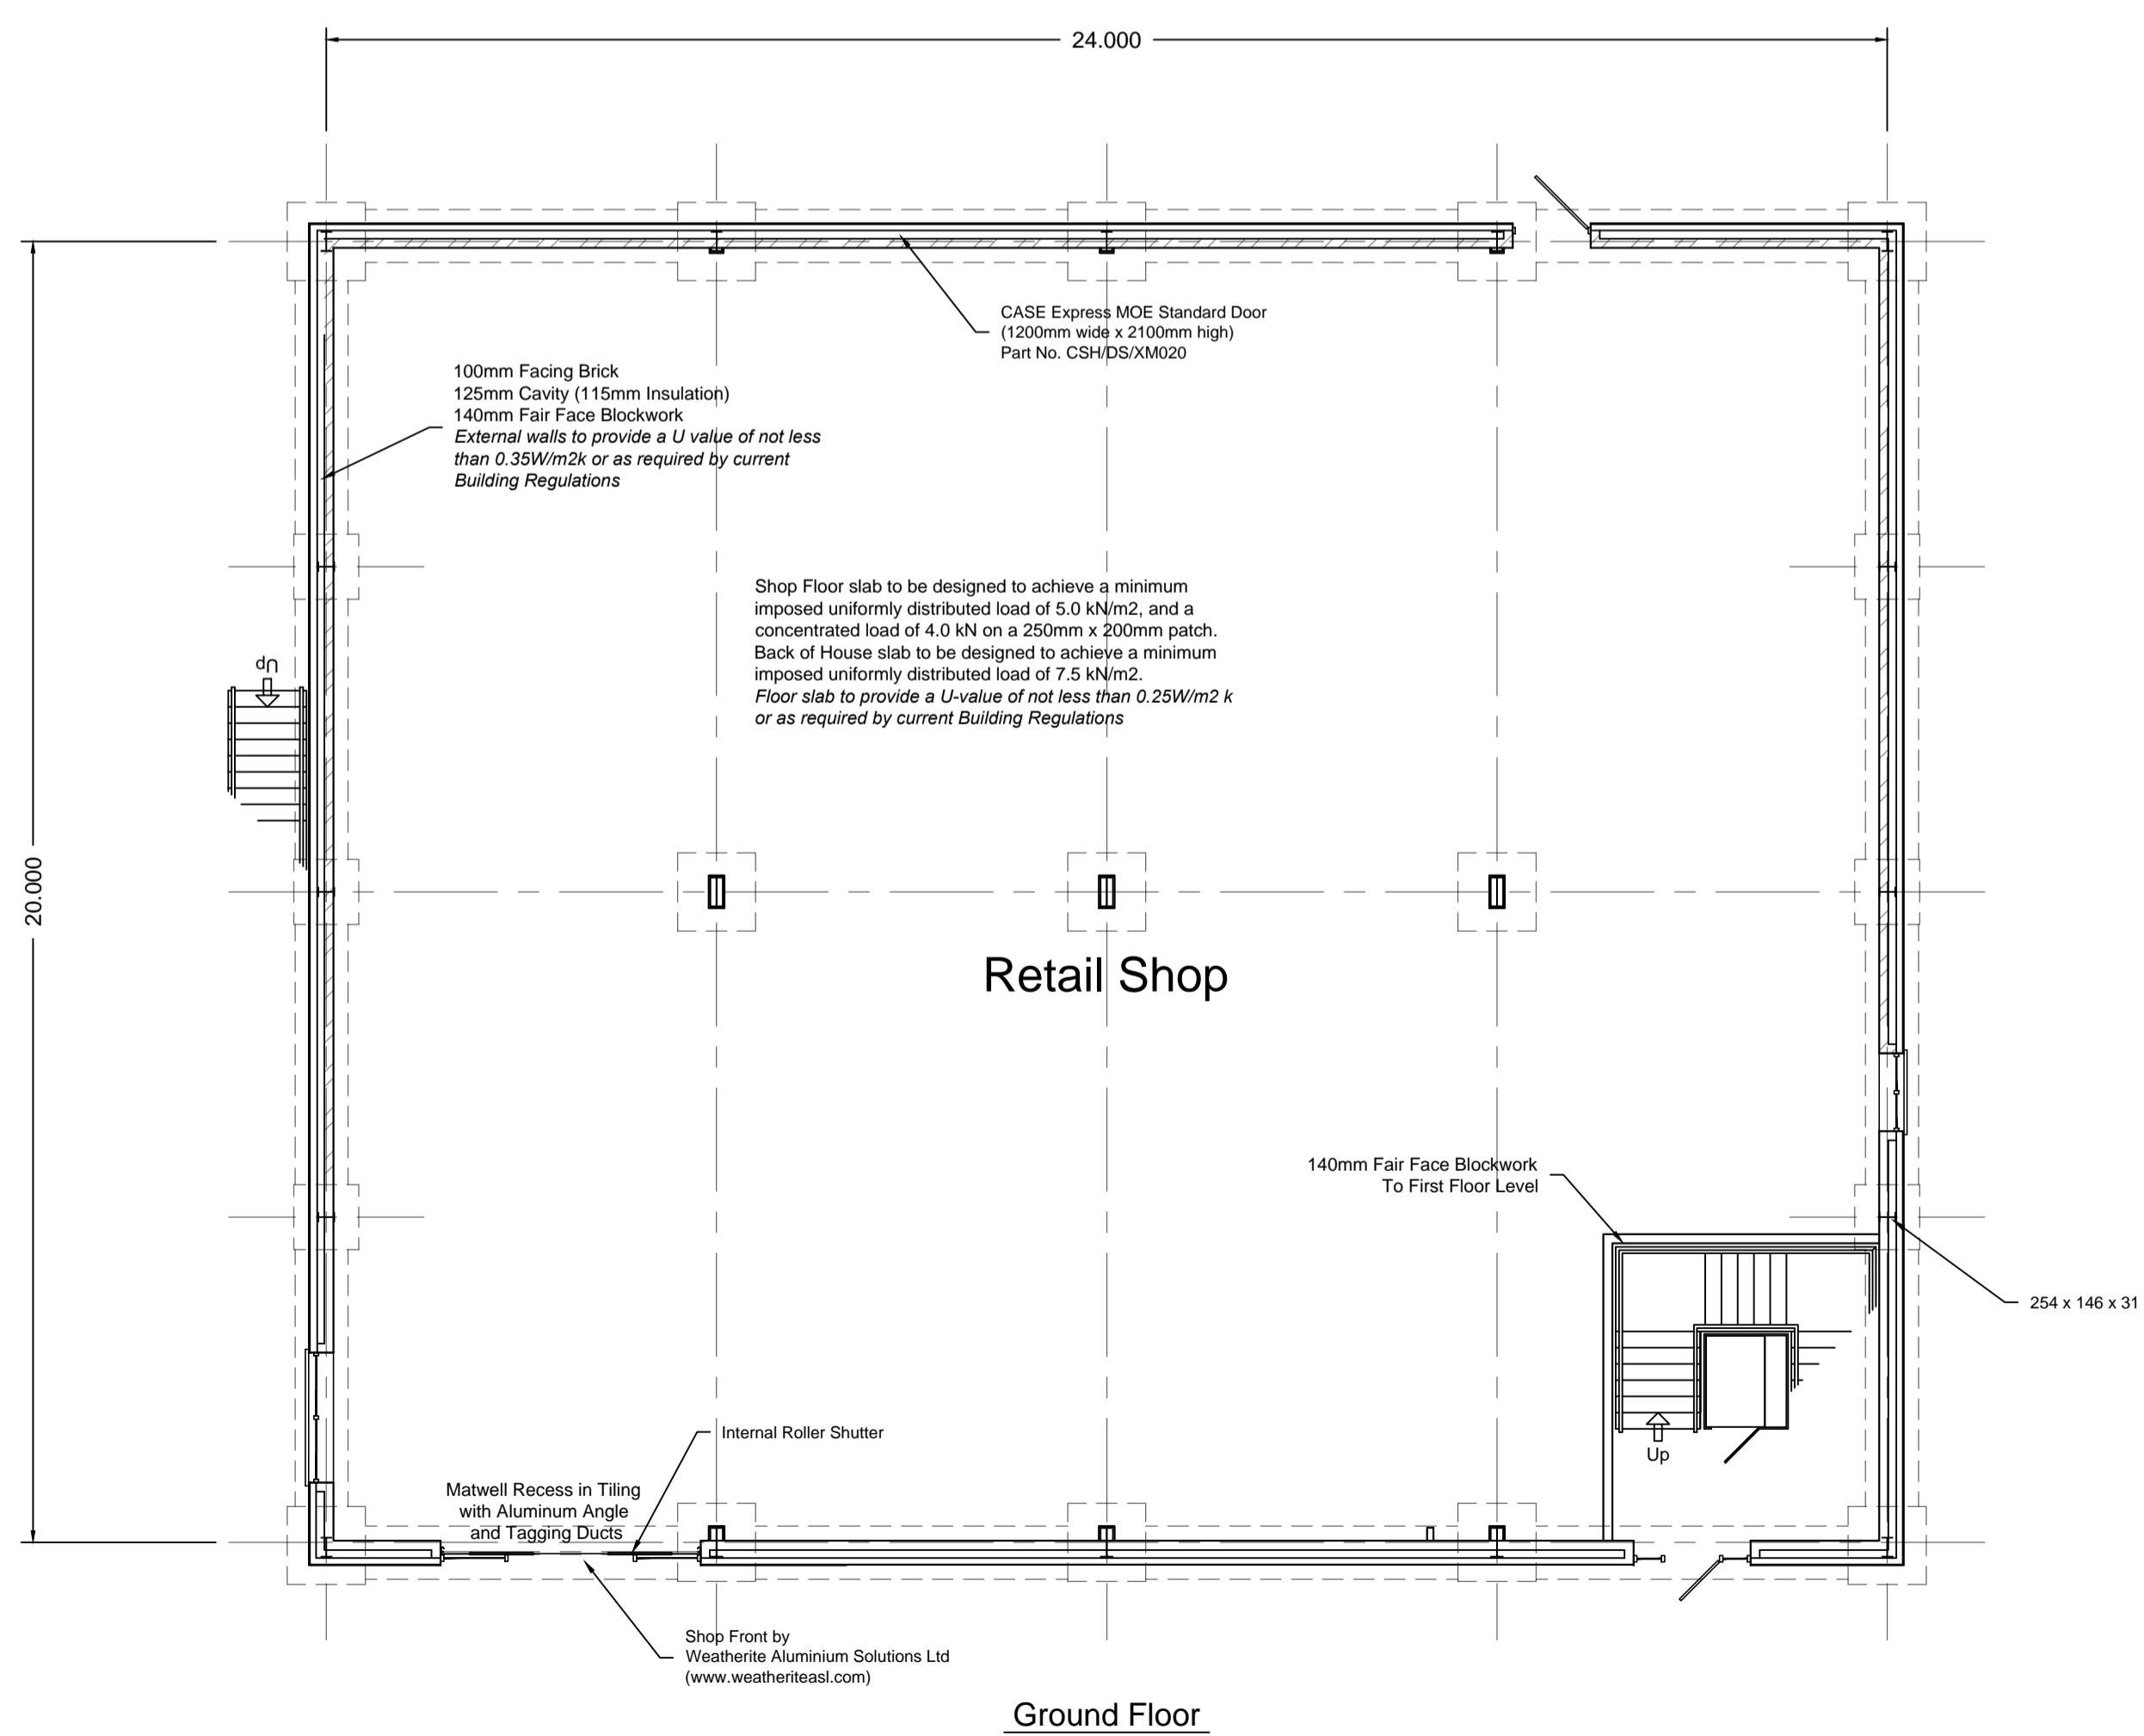 24.000
CASE Express MOE Standard Door
(1200mm wide x 2100mm high)
Part No. CSH/DS/XM020
100mm Facing Brick
125mm Cavity (115mm Insulation)
140mm Fair Face Blockwork
External walls to provide a U value of not less
than 0.35W/m2k or as required by current
Building Regulations
Shop Floor slab to be designed to achieve a minimum
imposed uniformly distributed load of 5.0 kN/m2, and a
concentrated load of 4.0 kN on a 250mm x 200mm patch.
Back of House slab to be designed to achieve a minimum
imposed uniformly distributed load of 7.5 kN/m2.
Floor slab to provide a U-value of not less than 0.25W/m2 k
or as required by current Building Regulations
Up
20.000
Retail Shop
140mm Fair Face Blockwork
To First Floor Level
254 x 146 x 31
Internal Roller Shutter
Up
Matwell Recess in Tiling
with Aluminum Angle
and Tagging Ducts
Shop Front by
Weatherite Aluminium Solutions Ltd
(www.weatheriteasl.com)
Ground Floor